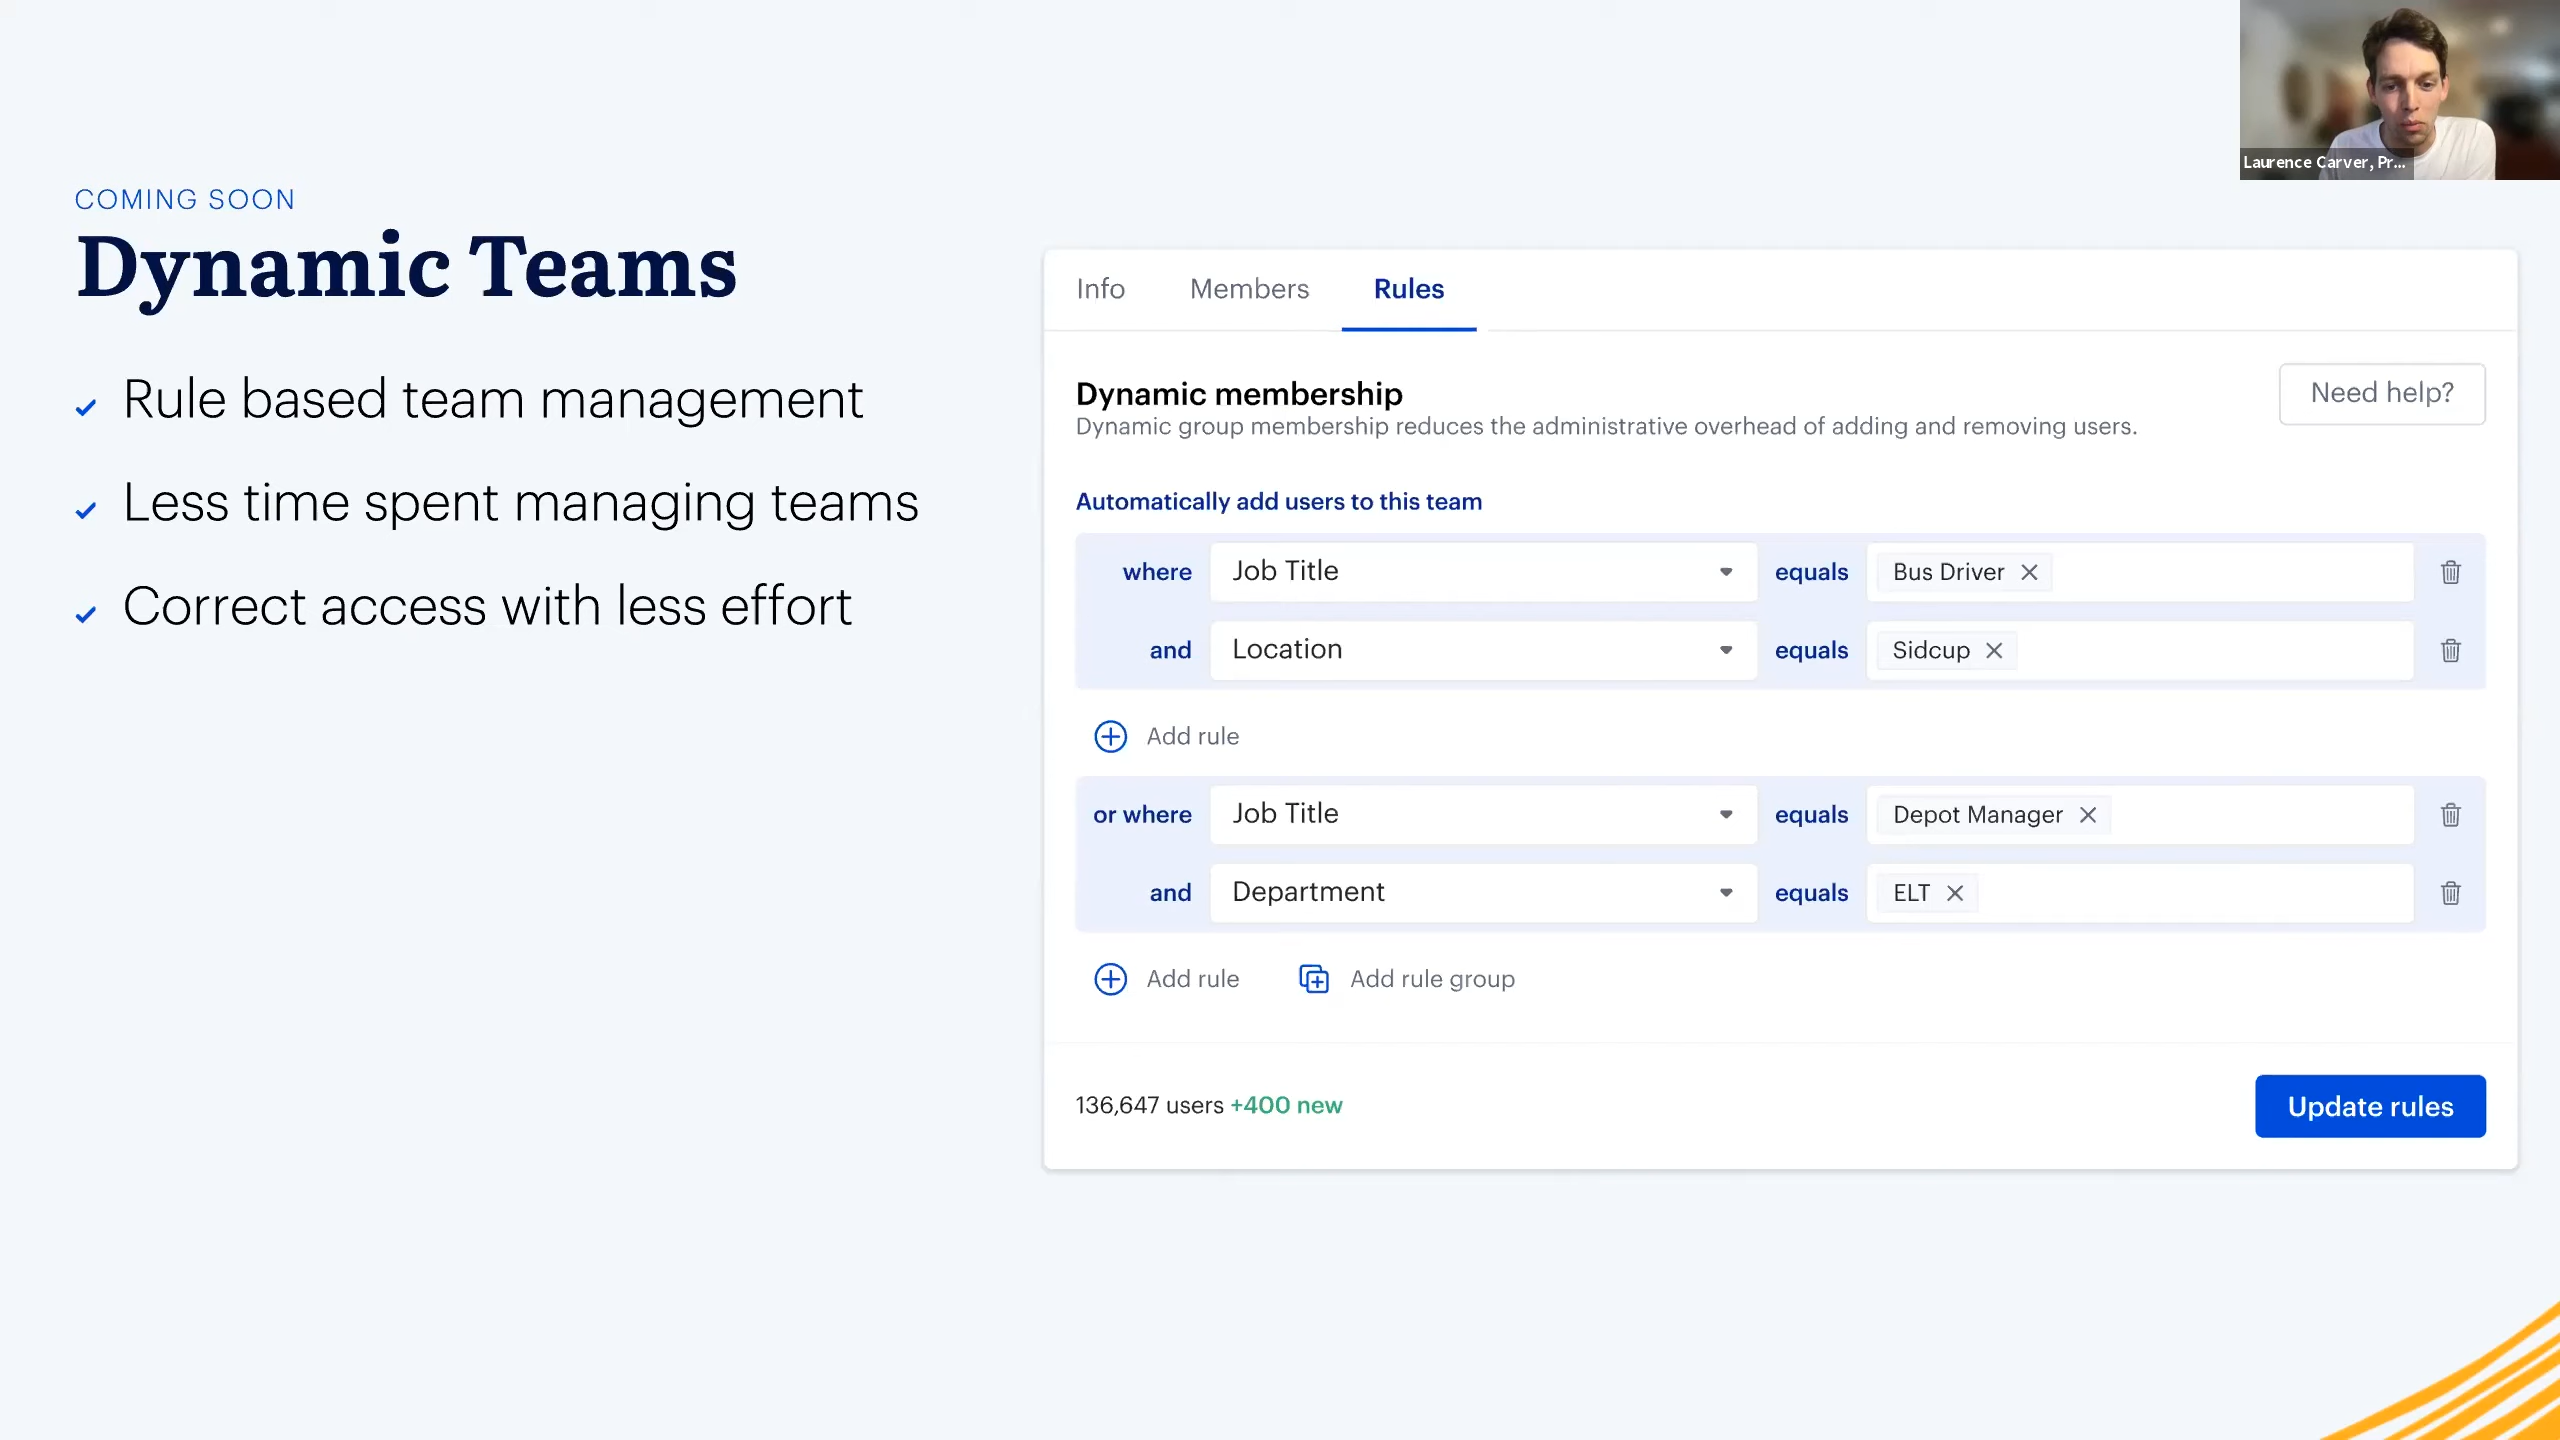 Laurence Carver, Pr...
COMING SOON
Dynamic Teams
Rule based team management
Less time spent managing teams
Correct access with less effort
Info Members Rules
Dynamic membership
Need help?
Dynamic group membership reduces the administrative overhead of adding and removing users.
Automatically add users to this team
where Job Title equals Bus Driver
and Location equals Sidcup
Add rule
or where Job Title equals Depot Manager
and Department equals ELT
Add rule Add rule group
136,647 users +400 new
Update rules